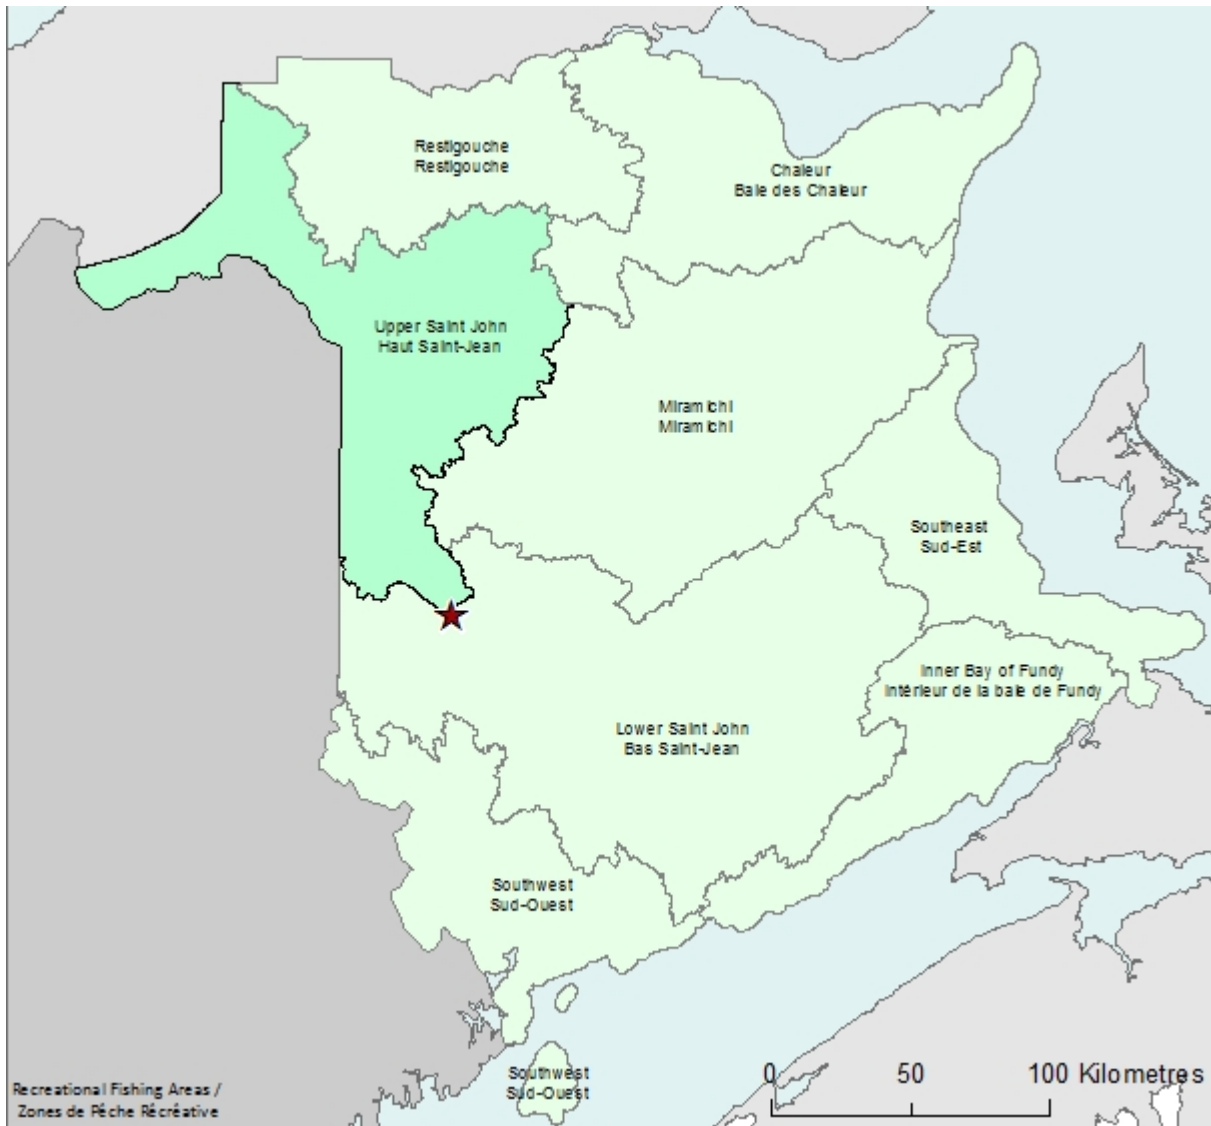 Restigouche
Restigouche
Chaleur
Baie des Chaleur
Upper Saint John
Haut Saint-Jean
Miramichi
Miramichi
Southeast
Sud-Est
Inner Bay of Fundy
Intérieur de la baie de Fundy
Lower Saint John
Bas Saint-Jean
Southwest
Sud-Ouest
Southwest
Sud-Ouest
0 50 100 Kilometres
Recreational Fishing Areas /
Zones de Pêche Récréative